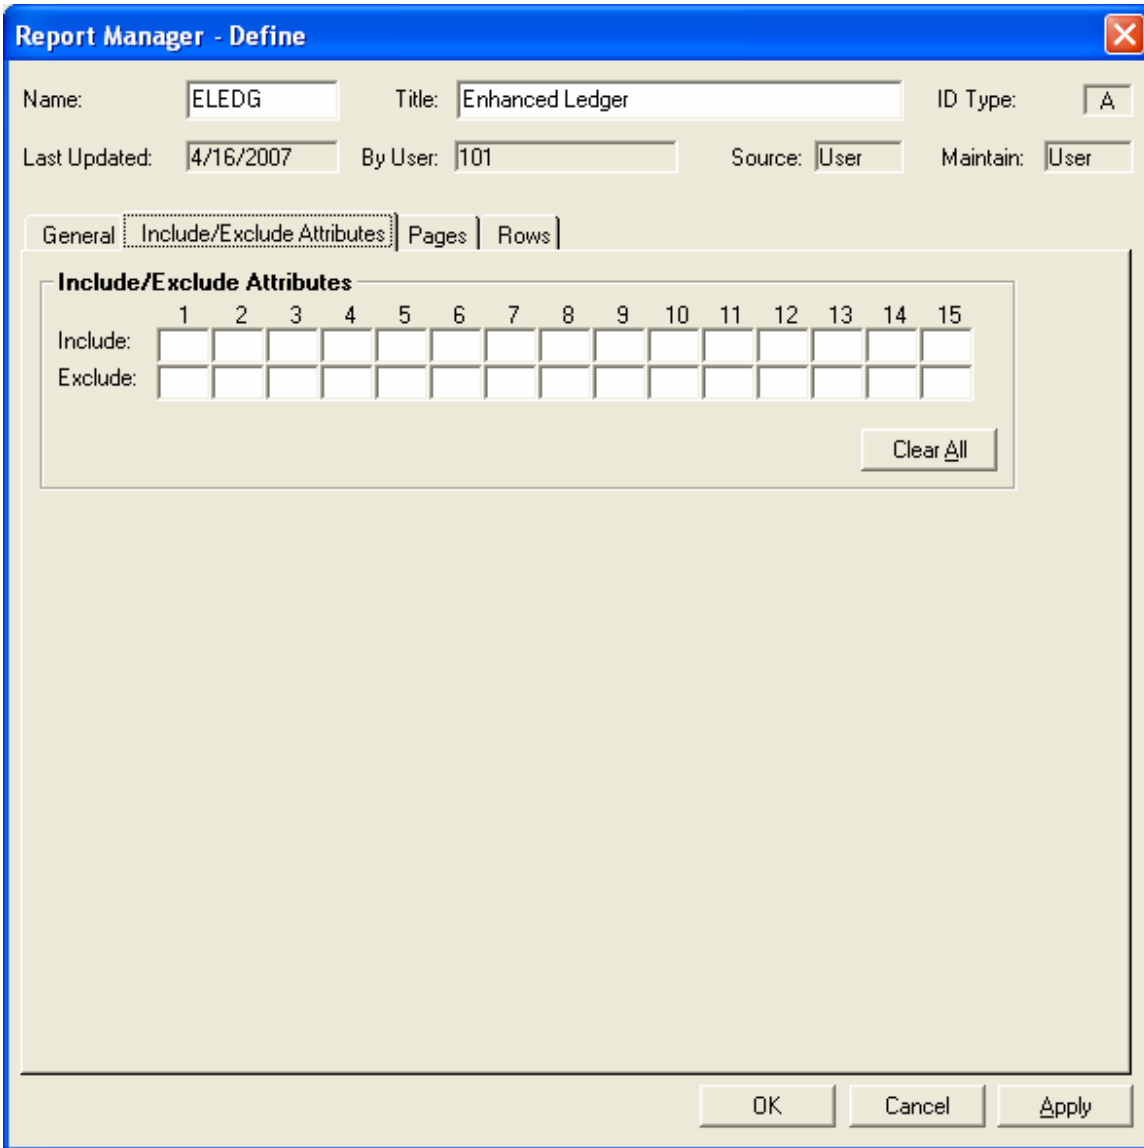 Report Manager - Define
Name: ELEDG Title: Enhanced Ledger ID Type: A
Last Updated: 4/16/2007 By User: 101 Source: User Maintain: User
General Include/Exclude Attributes Pages Rows
Include/Exclude Attributes
1 2 3 4 5 6 7 8 9 10 11 12 13 14 15
Include:
Exclude:
Clear All
OK Cancel Apply